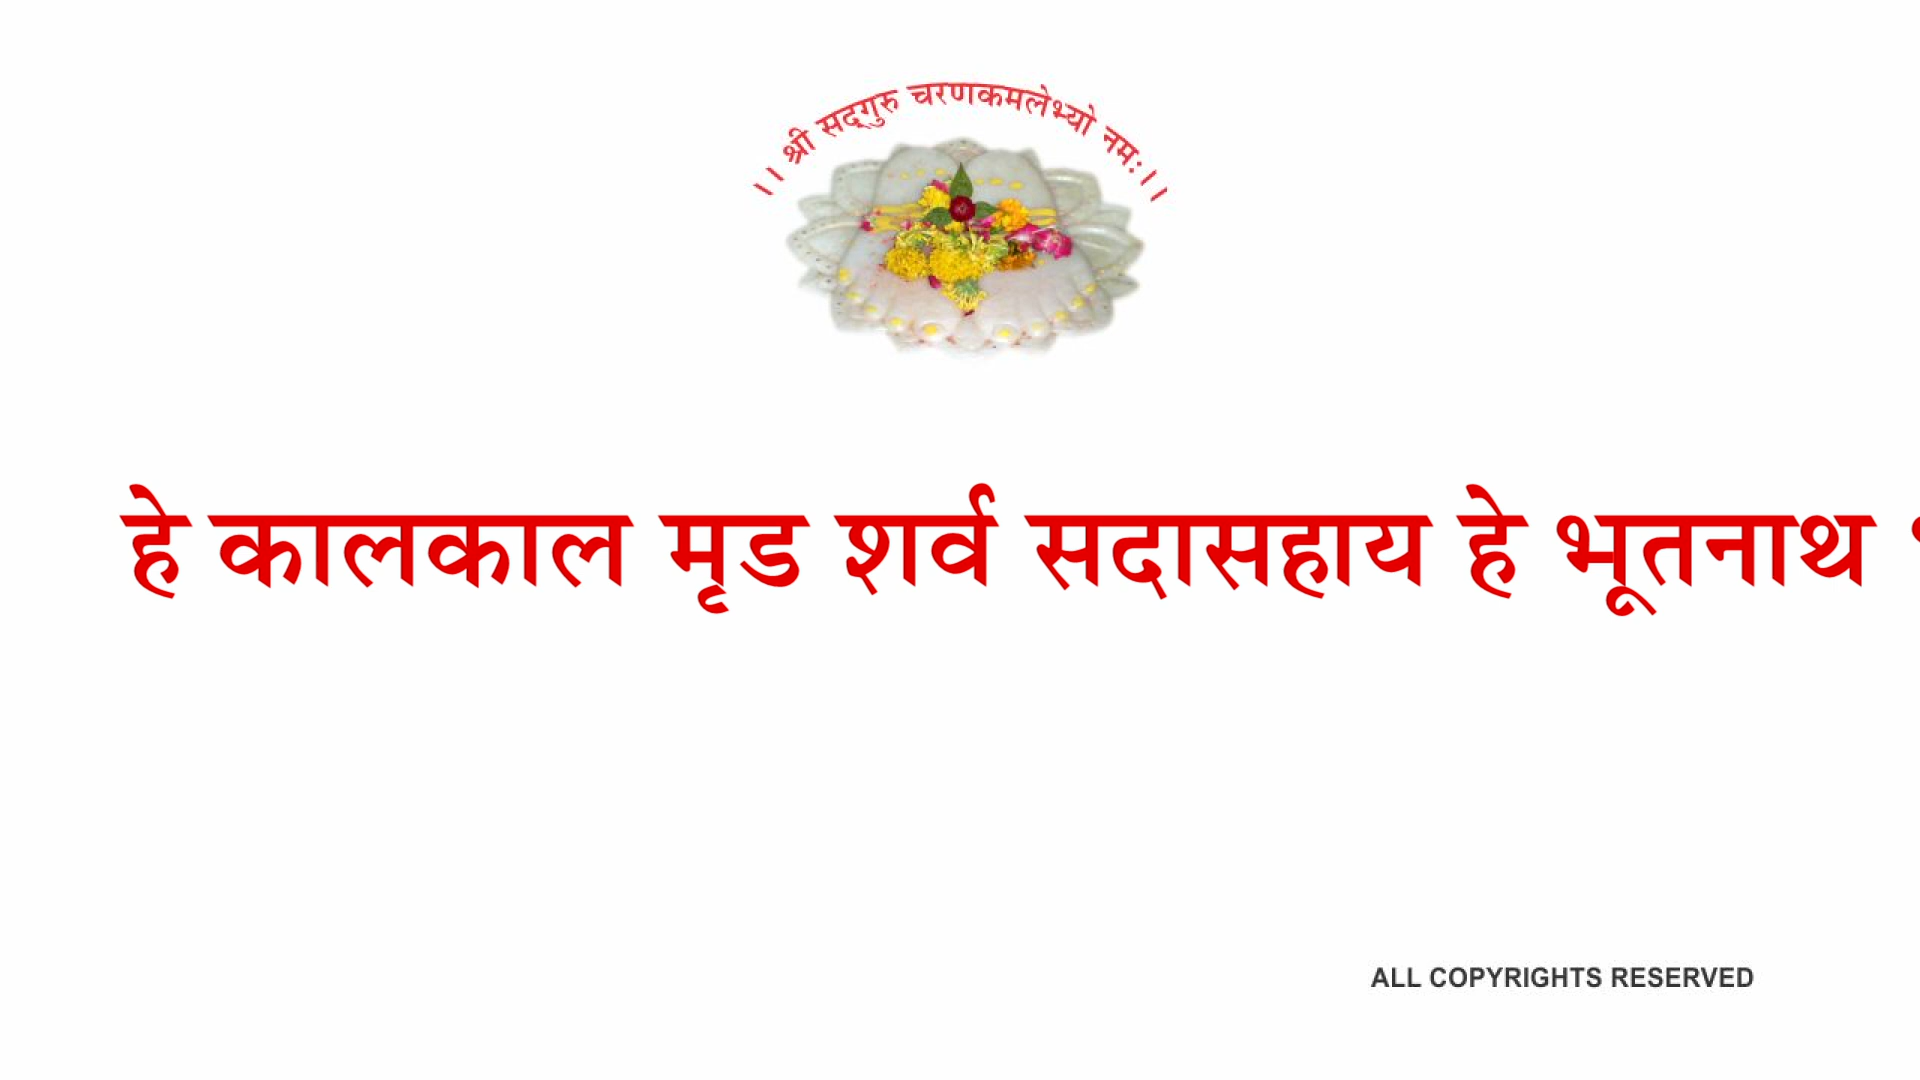 ।। श्री सद्‌गुरु चरणकमलेभ्यो नमः।।
हे कालकाल मृड शर्व सदासहाय हे भूतनाथ
ALL COPYRIGHTS RESERVED